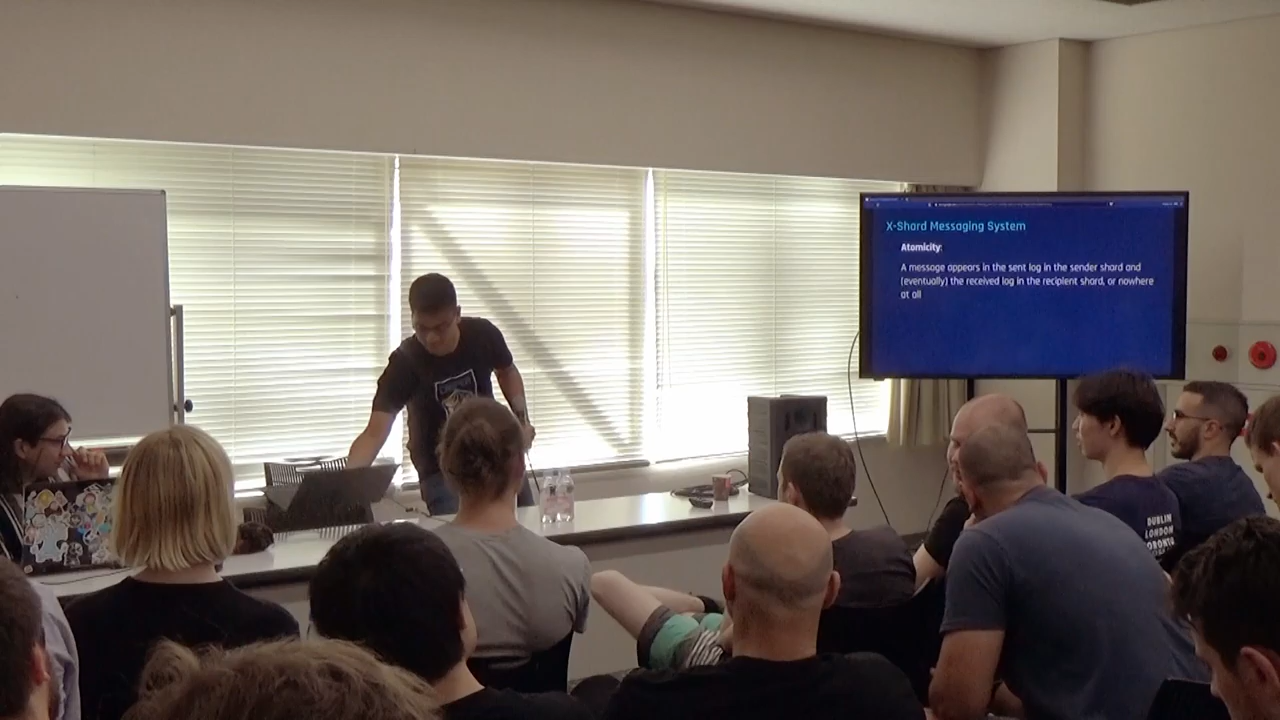 X-Shard Messaging System
Atomicity:
A message appears in the sent log in the sender shard and
(eventually) the received log in the recipient shard, or nowhere
at all
DUBLIN
LONDON
TORONTO